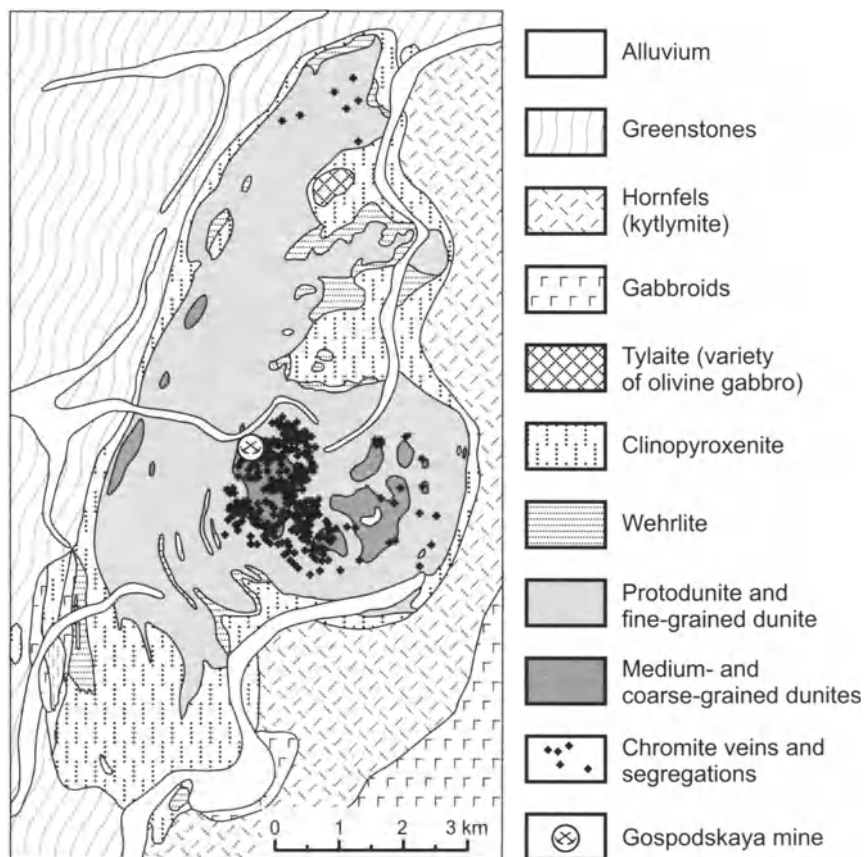 Alluvium
Greenstones
Hornfels
(kytlymite)
Gabbroids
Tylaite (variety
of olivine gabbro)
Clinopyroxenite
Wehrlite
Protodunite and
fine-grained dunite
Medium- and
coarse-grained dunites
Chromite veins and
segregations
Gospodskaya mine
0 1 2 3 km